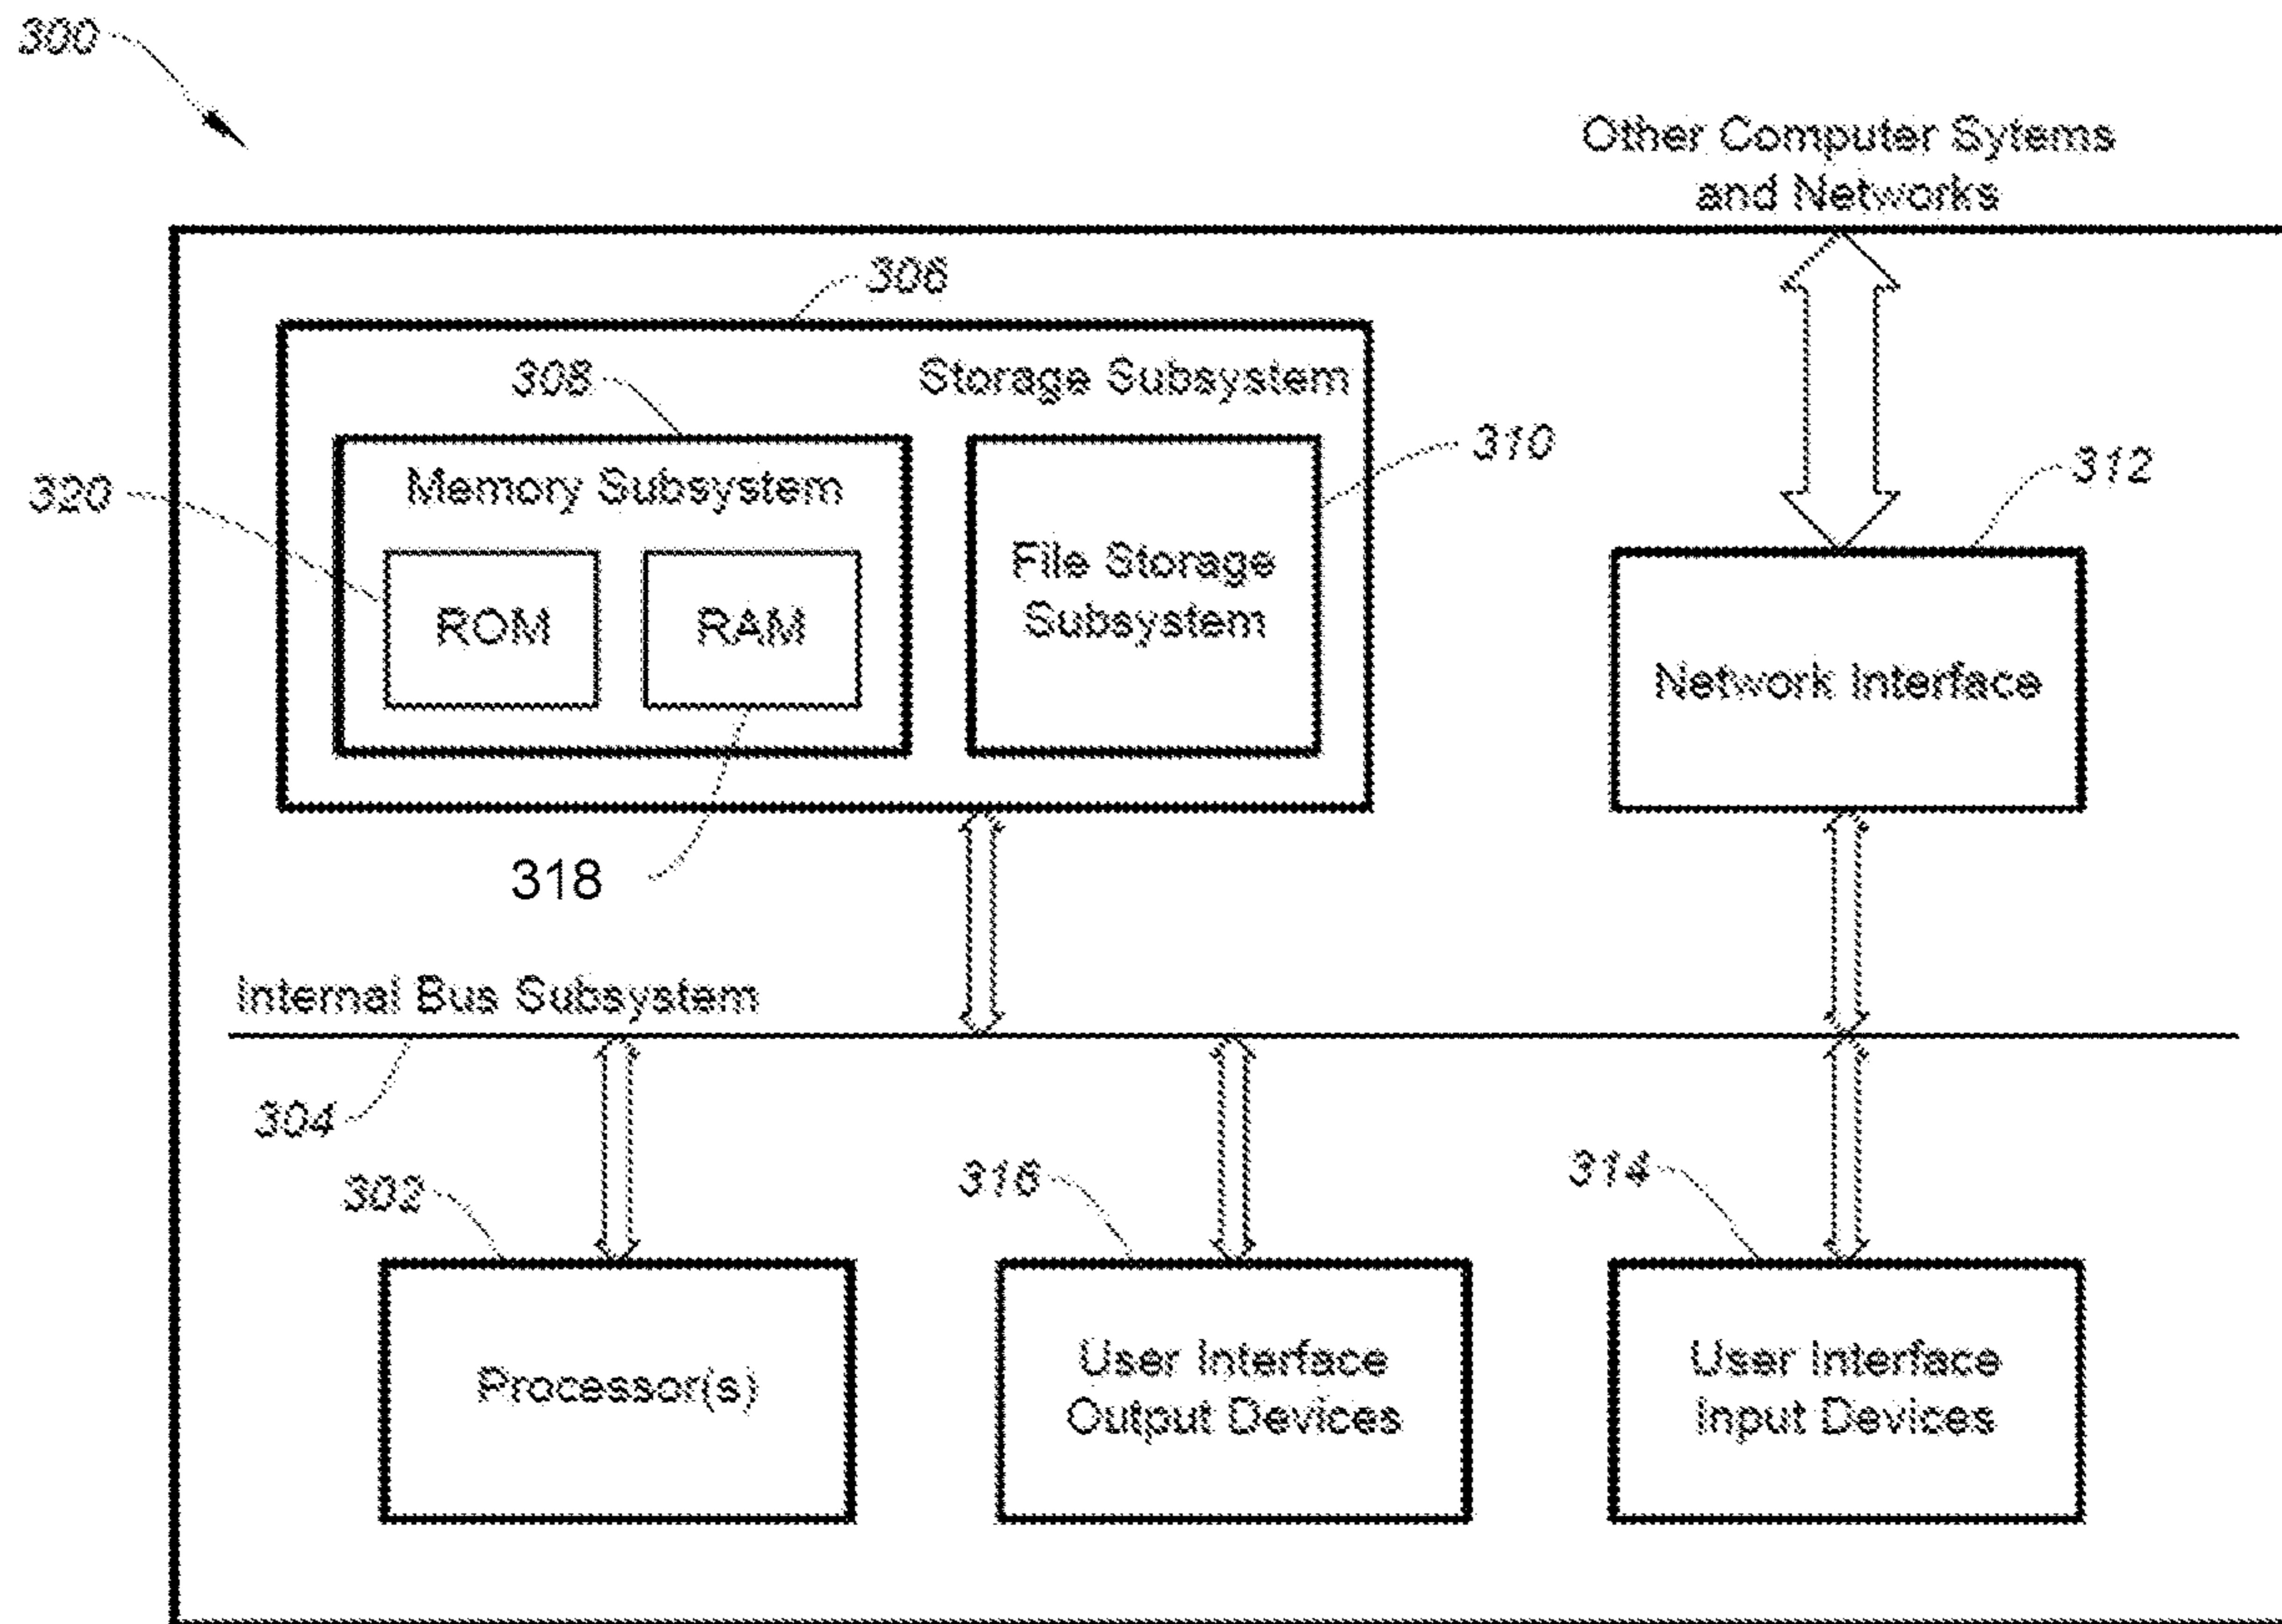 300
Other Computer Sytems
and Networks
306
308
Storage Subsystem
310
312
320
Memory Subsystem
File Storage
Subsystem
ROM
RAM
Network Interface
318
Internal Bus Subsystem
304
302
316
314
Processor(s)
User Interface
Output Devices
User Interface
Input Devices